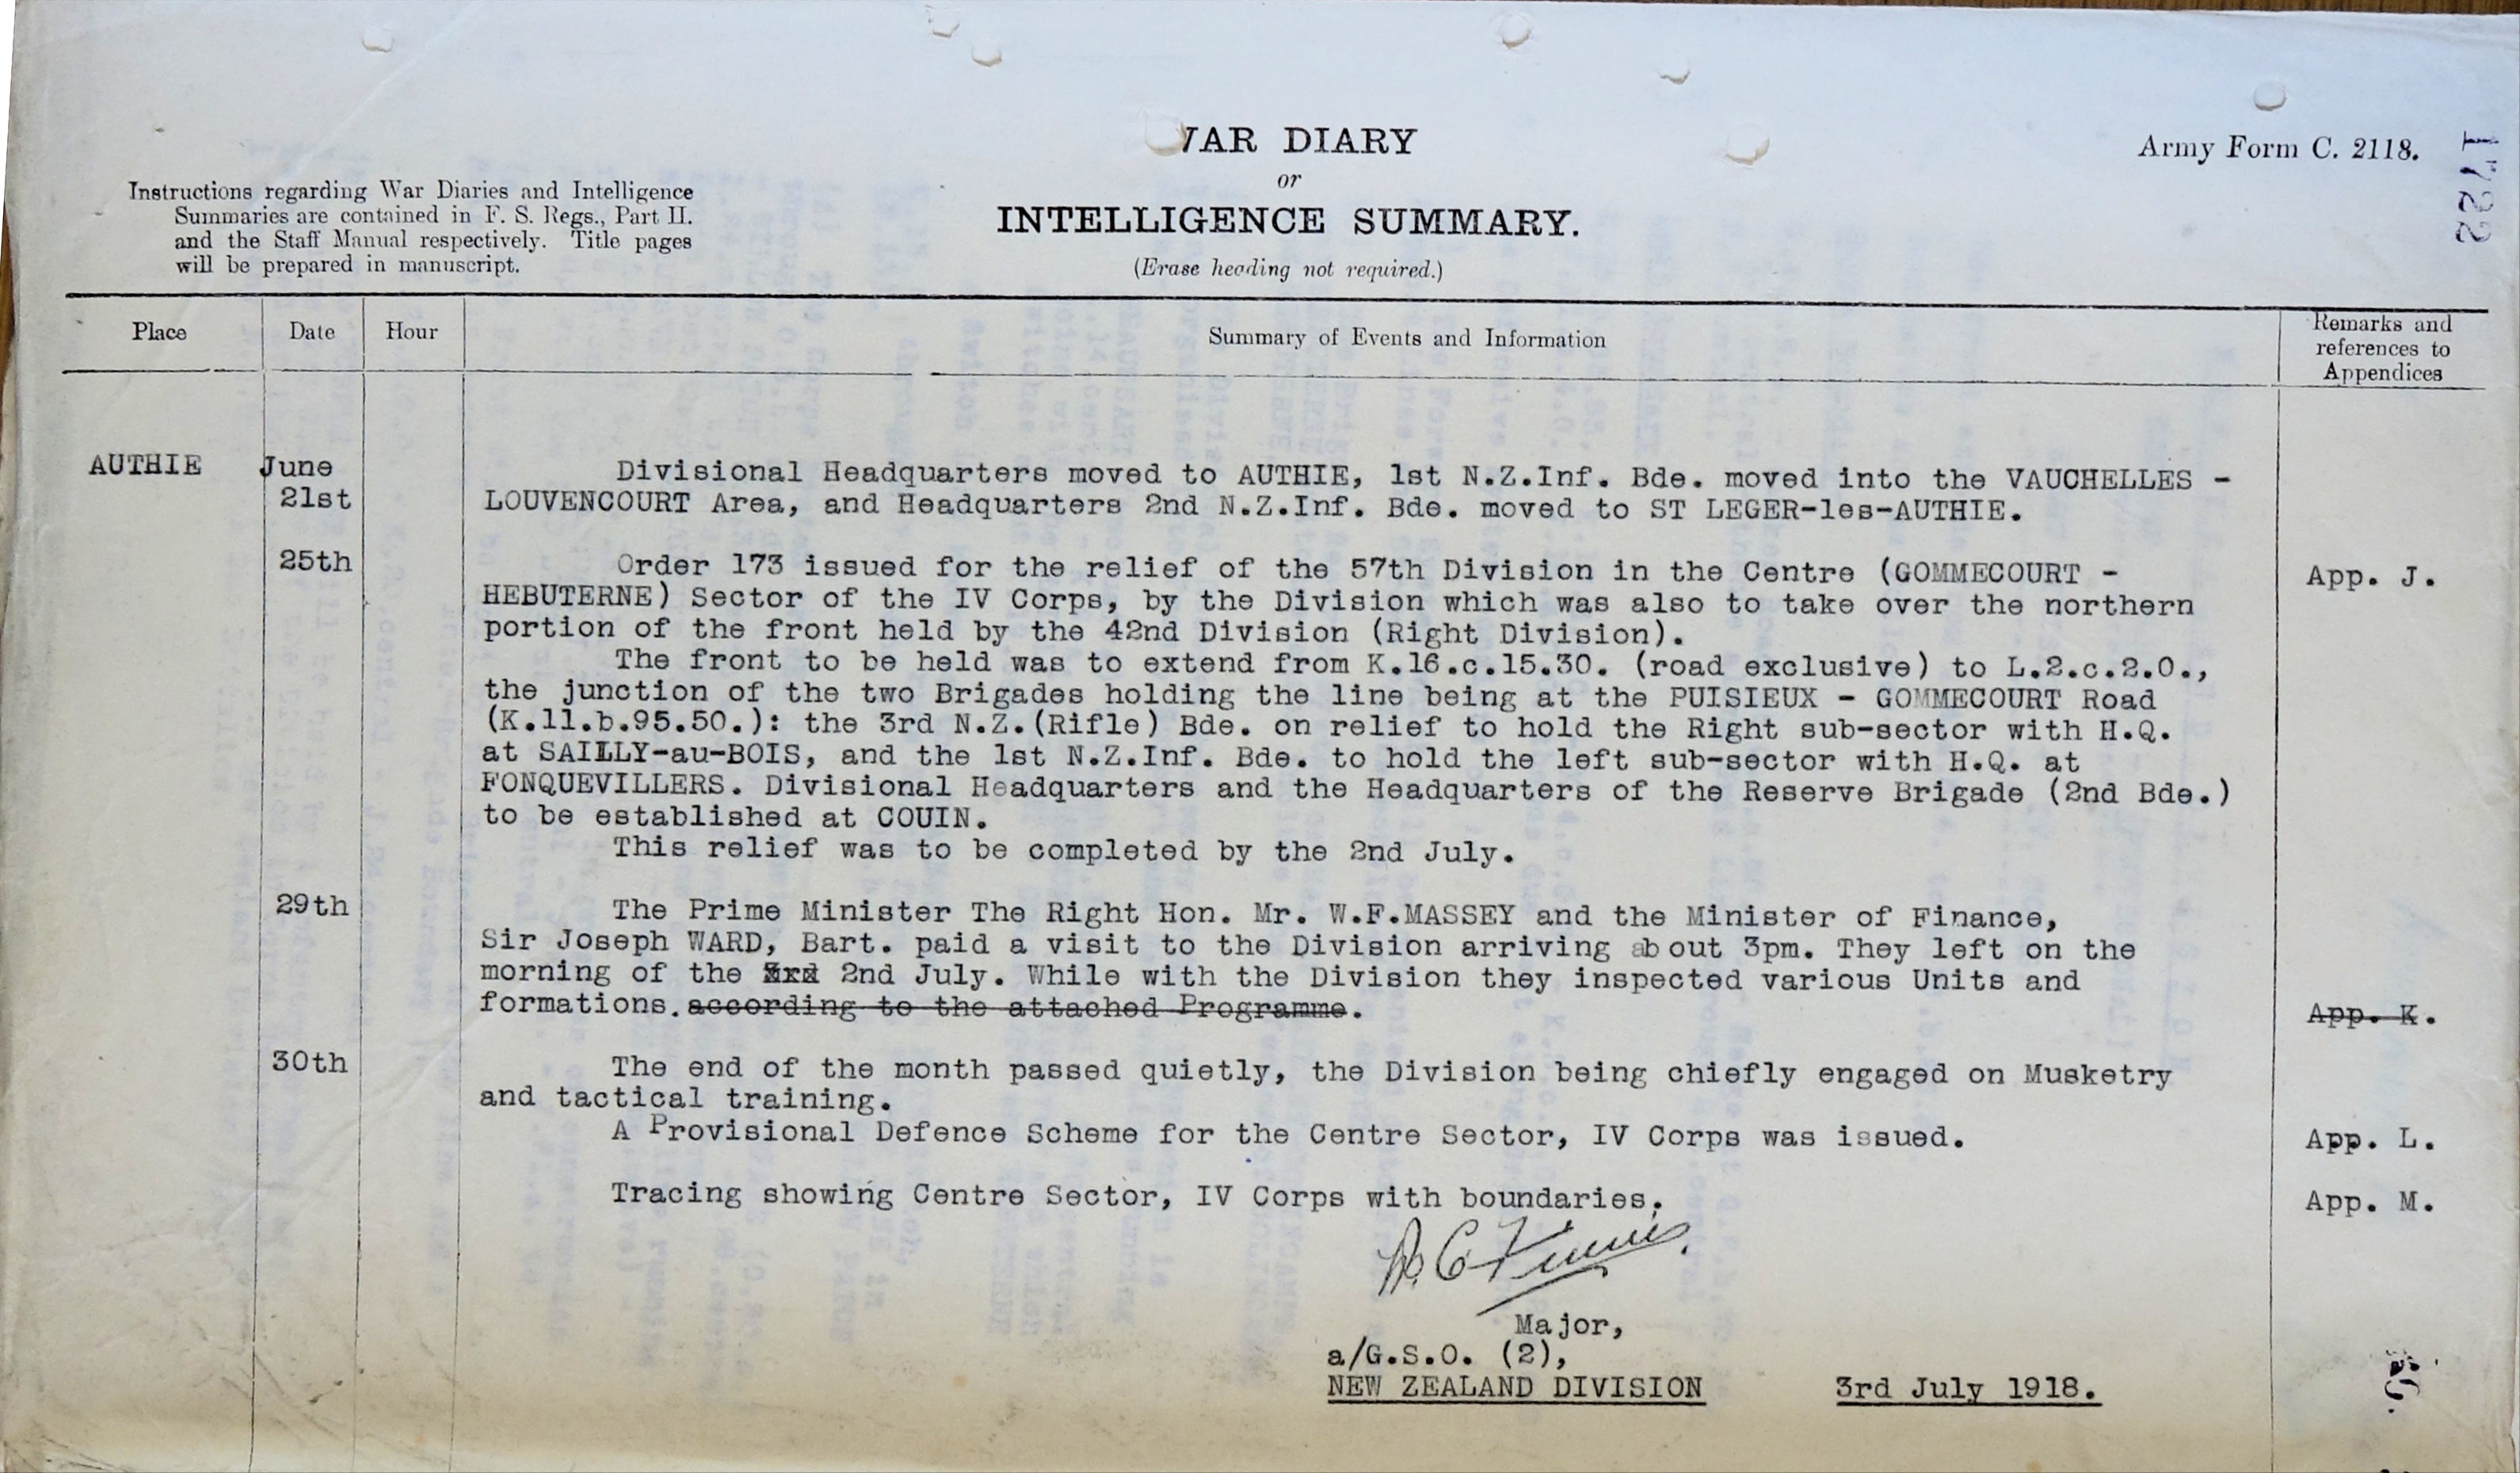 WAR DIARY
or
INTELLIGENCE SUMMARY.
(Erase heading not required.)
Army Form C. 2118.
1722
Instructions regarding War Diaries and Intelligence
Summaries are contained in F. S. Regs., Part II.
and the Staff Manual respectively. Title pages
will be prepared in manuscript.
Place Date Hour Summary of Events and Information Remarks and
references to
Appendices
AUTHIE June
21st
Divisional Headquarters moved to AUTHIE, 1st N.Z.Inf. Bde. moved into the VAUCHELLES -
LOUVENCOURT Area, and Headquarters 2nd N.Z.Inf. Bde. moved to ST LEGER-les-AUTHIE.
25th Order 173 issued for the relief of the 57th Division in the Centre (GOMMECOURT - App. J.
HEBUTERNE) Sector of the IV Corps, by the Division which was also to take over the northern
portion of the front held by the 42nd Division (Right Division).
The front to be held was to extend from K.16.c.15.30. (road exclusive) to L.2.c.2.0.,
the junction of the two Brigades holding the line being at the PUISIEUX - GOMMECOURT Road
(K.11.b.95.50.): the 3rd N.Z.(Rifle) Bde. on relief to hold the Right sub-sector with H.Q.
at SAILLY-au-BOIS, and the 1st N.Z.Inf. Bde. to hold the left sub-sector with H.Q. at
FONQUEVILLERS. Divisional Headquarters and the Headquarters of the Reserve Brigade (2nd Bde.)
to be established at COUIN.
This relief was to be completed by the 2nd July.
29th The Prime Minister The Right Hon. Mr. W.F.MASSEY and the Minister of Finance,
Sir Joseph WARD, Bart. paid a visit to the Division arriving about 3pm. They left on the
morning of the 3rd 2nd July. While with the Division they inspected various Units and
formations. according to the attached Programme. App. K.
30th The end of the month passed quietly, the Division being chiefly engaged on Musketry
and tactical training.
A Provisional Defence Scheme for the Centre Sector, IV Corps was issued. App. L.
Tracing showing Centre Sector, IV Corps with boundaries. App. M.
Major,
a/G.S.O. (2),
NEW ZEALAND DIVISION 3rd July 1918.